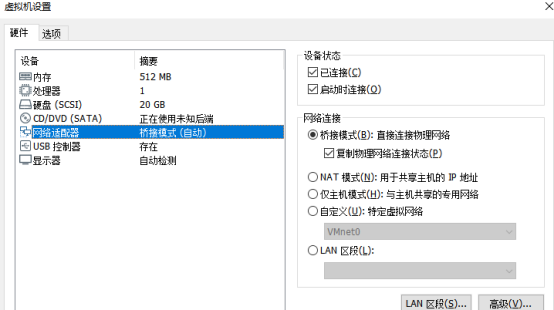 虚拟机设置
硬件 选项
设备 摘要
内存 512 MB
处理器 1
硬盘 (SCSI) 20 GB
CD/DVD (SATA) 正在使用未知后端
网络适配器 桥接模式 (自动)
USB 控制器 存在
显示器 自动检测
设备状态
已连接(C)
启动时连接(O)
网络连接
桥接模式(B): 直接连接物理网络
复制物理网络连接状态(P)
NAT 模式(N): 用于共享主机的 IP 地址
仅主机模式(H): 与主机共享的专用网络
自定义(U): 特定虚拟网络
VMnet0
LAN 区段(L):
LAN 区段(S)... 高级(V)...